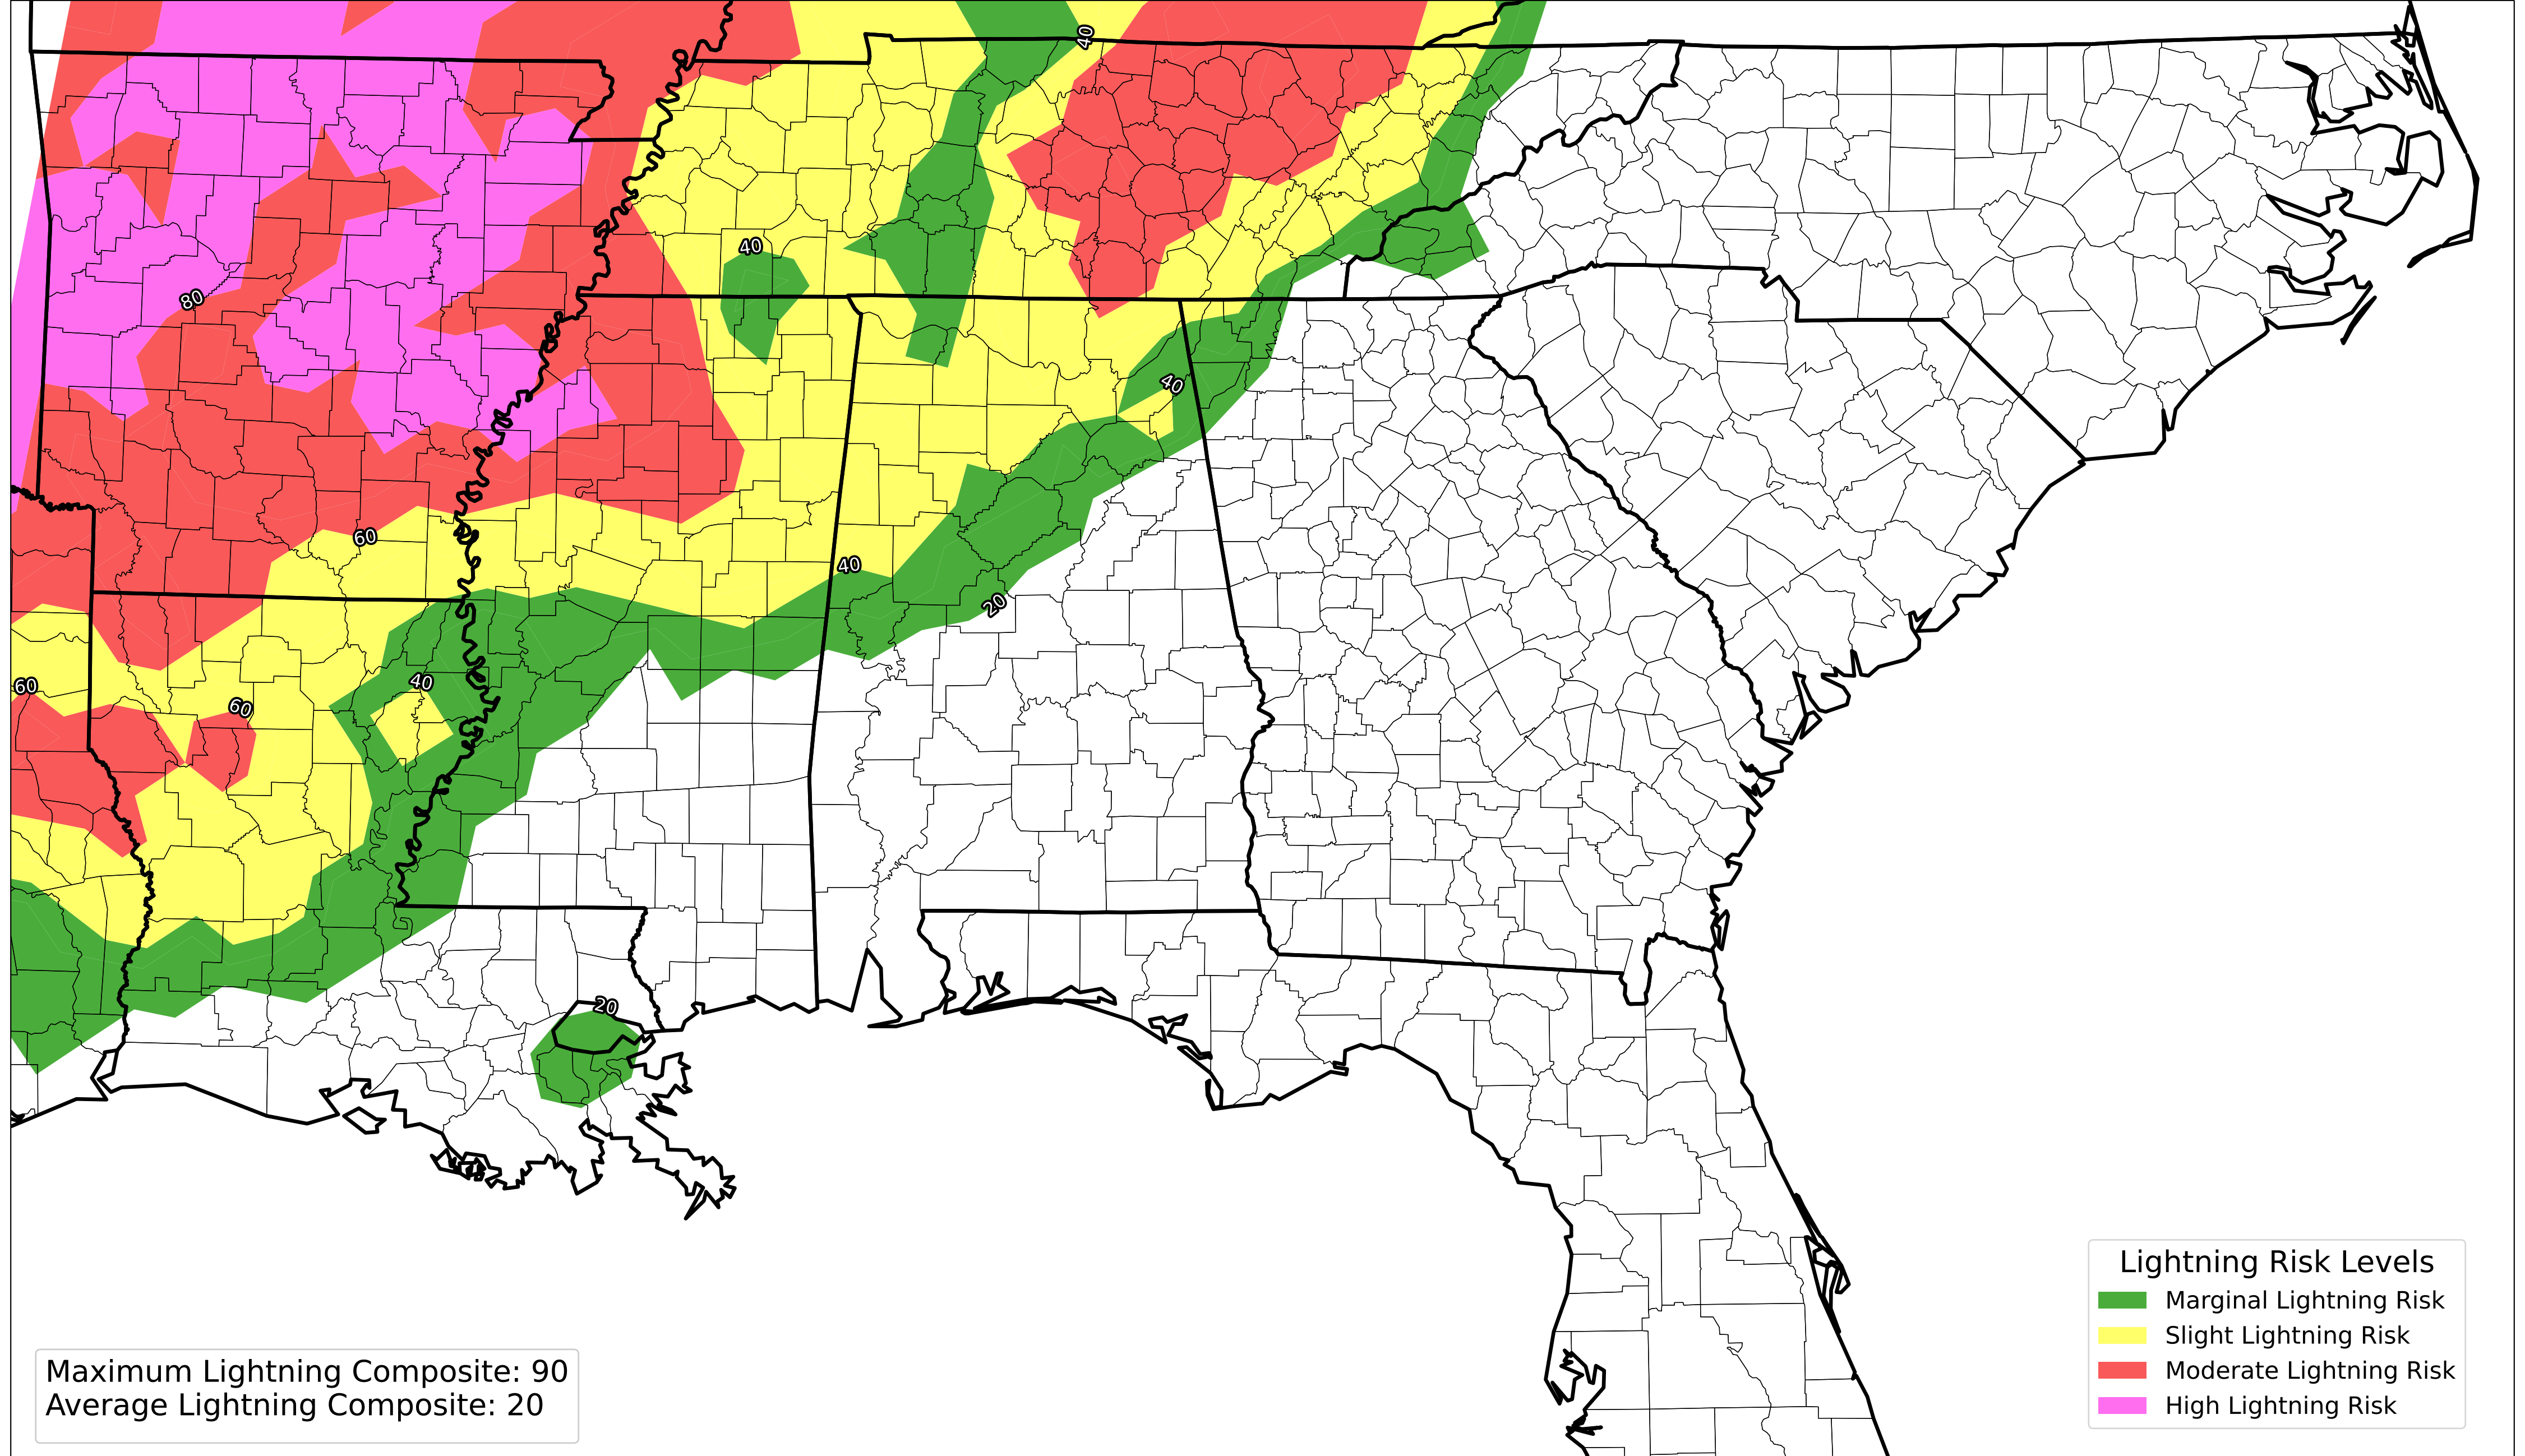 40
40
80
40
60
40
20
60
40
60
20
Lightning Risk Levels
Marginal Lightning Risk
Slight Lightning Risk
Moderate Lightning Risk
High Lightning Risk
Maximum Lightning Composite: 90
Average Lightning Composite: 20